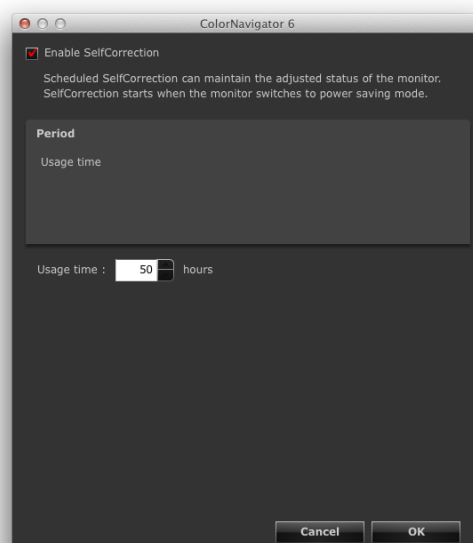 ColorNavigator 6
Enable SelfCorrection
Scheduled SelfCorrection can maintain the adjusted status of the monitor.
SelfCorrection starts when the monitor switches to power saving mode.
Period
Usage time
Usage time : 50 hours
Cancel OK